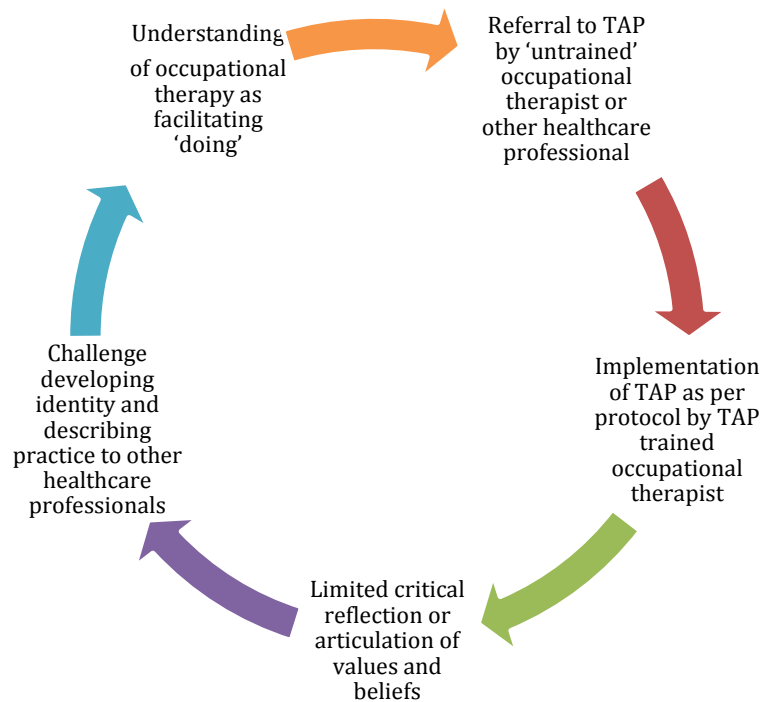 Understanding
of occupational
therapy as
facilitating
‘doing’
Referral to TAP
by ‘untrained’
occupational
therapist or
other healthcare
professional
Implementation
of TAP as per
protocol by TAP
trained
occupational
therapist
Limited critical
reflection or
articulation of
values and
beliefs
Challenge
developing
identity and
describing
practice to other
healthcare
professionals